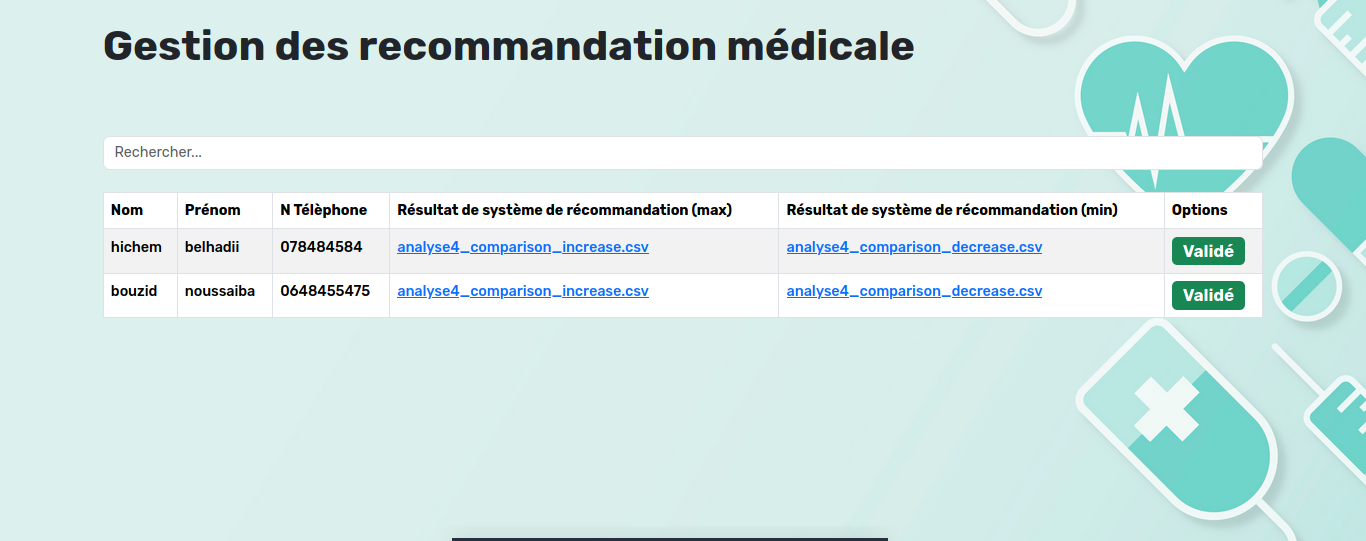 Gestion des recommandation médicale
Rechercher...
Nom Prénom N Télèphone Résultat de système de récommandation (max) Résultat de système de récommandation (min) Options
hichem belhadii 078484584 analyse4_comparison_increase.csv analyse4_comparison_decrease.csv Validé
bouzid noussaiba 0648455475 analyse4_comparison_increase.csv analyse4_comparison_decrease.csv Validé